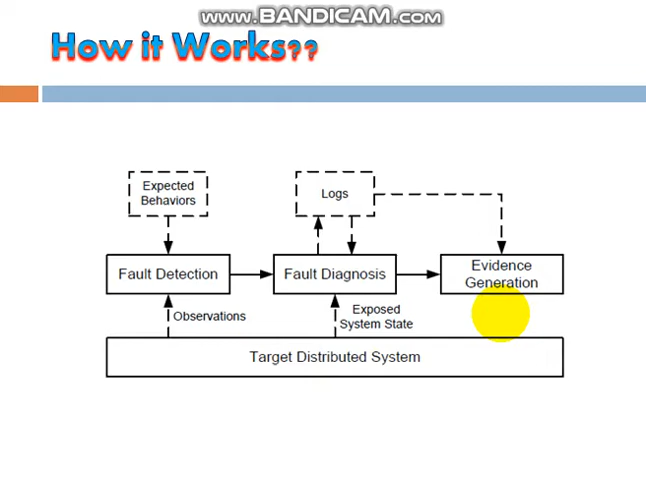 www.BANDICAM.com
How it Works??
Expected
Behaviors
Logs
Fault Detection
Fault Diagnosis
Evidence
Generation
Observations
Exposed
System State
Target Distributed System